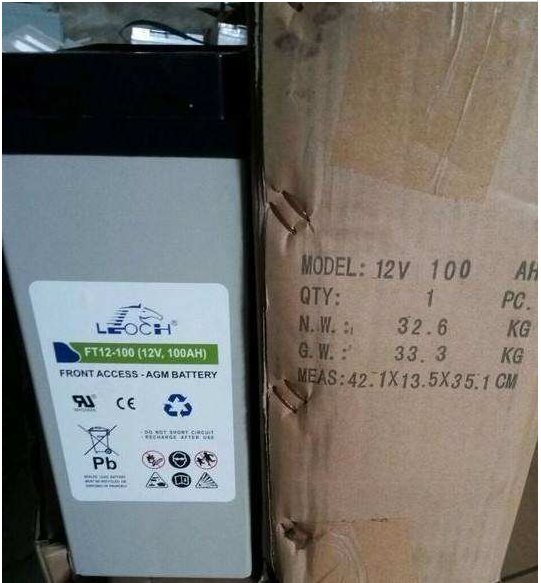 LEOCH®
FT12-100 (12V, 100AH)
FRONT ACCESS - AGM BATTERY
CE
- DO NOT SHORT CIRCUIT
- RECHARGE AFTER USE
Pb
MODEL: 12V 100 AH
QTY: 1 PC.
N.W.: 32.6 KG
G.W.: 33.3 KG
MEAS:42.1X13.5X35.1 CM